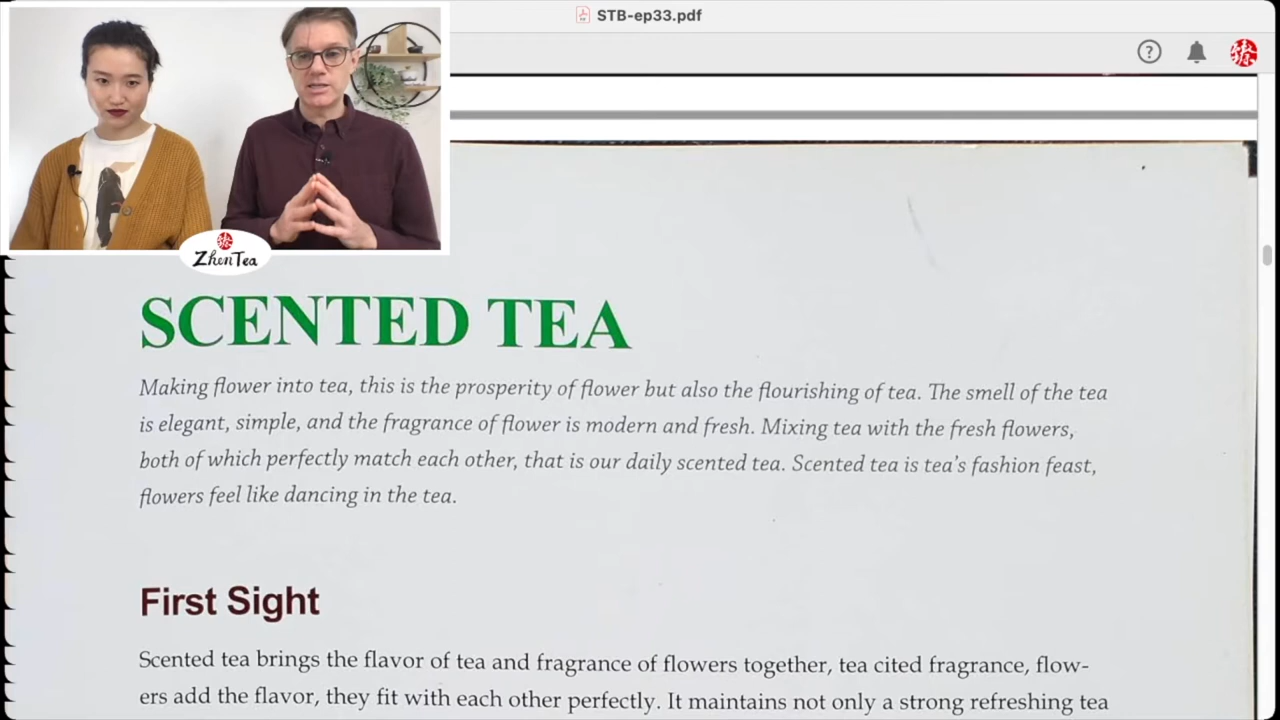 STB-ep33.pdf
Zhen Tea
SCENTED TEA
Making flower into tea, this is the prosperity of flower but also the flourishing of tea. The smell of the tea
is elegant, simple, and the fragrance of flower is modern and fresh. Mixing tea with the fresh flowers,
both of which perfectly match each other, that is our daily scented tea. Scented tea is tea's fashion feast,
flowers feel like dancing in the tea.
First Sight
Scented tea brings the flavor of tea and fragrance of flowers together, tea cited fragrance, flow-
ers add the flavor, they fit with each other perfectly. It maintains not only a strong refreshing tea